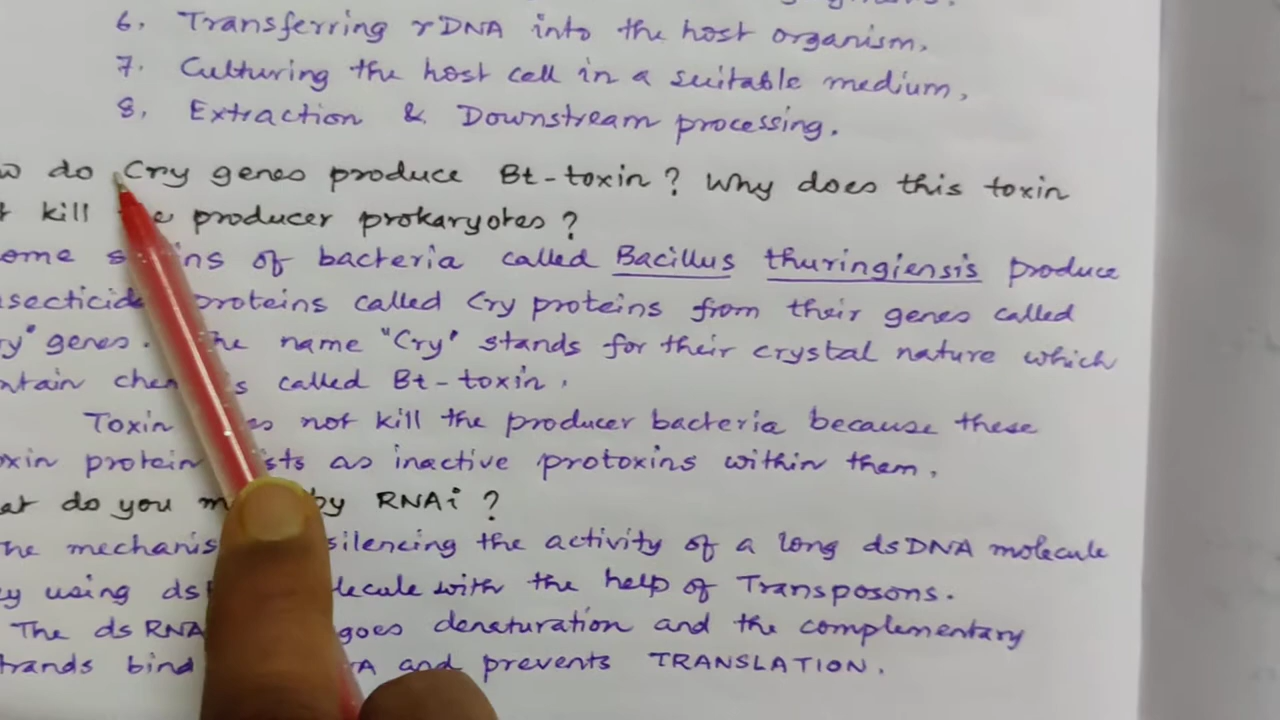 6. Transferring rDNA into the host organism.
7. Culturing the host cell in a suitable medium,
8. Extraction & Downstream processing.
do Cry genes produce Bt-toxin? Why does this toxin
kill producer prokaryotes?
of bacteria called Bacillus thuringiensis produce
proteins called Cry proteins from their genes called
genes. name "Cry" stands for their crystal nature which
called Bt-toxin.
Toxin not kill the producer bacteria because these
protein as inactive protoxins within them.
do you by RNAi?
silencing the activity of a long dsDNA molecule
using with the help of Transposons.
The dsRNA denaturation and the complementary
bind and prevents TRANSLATION.